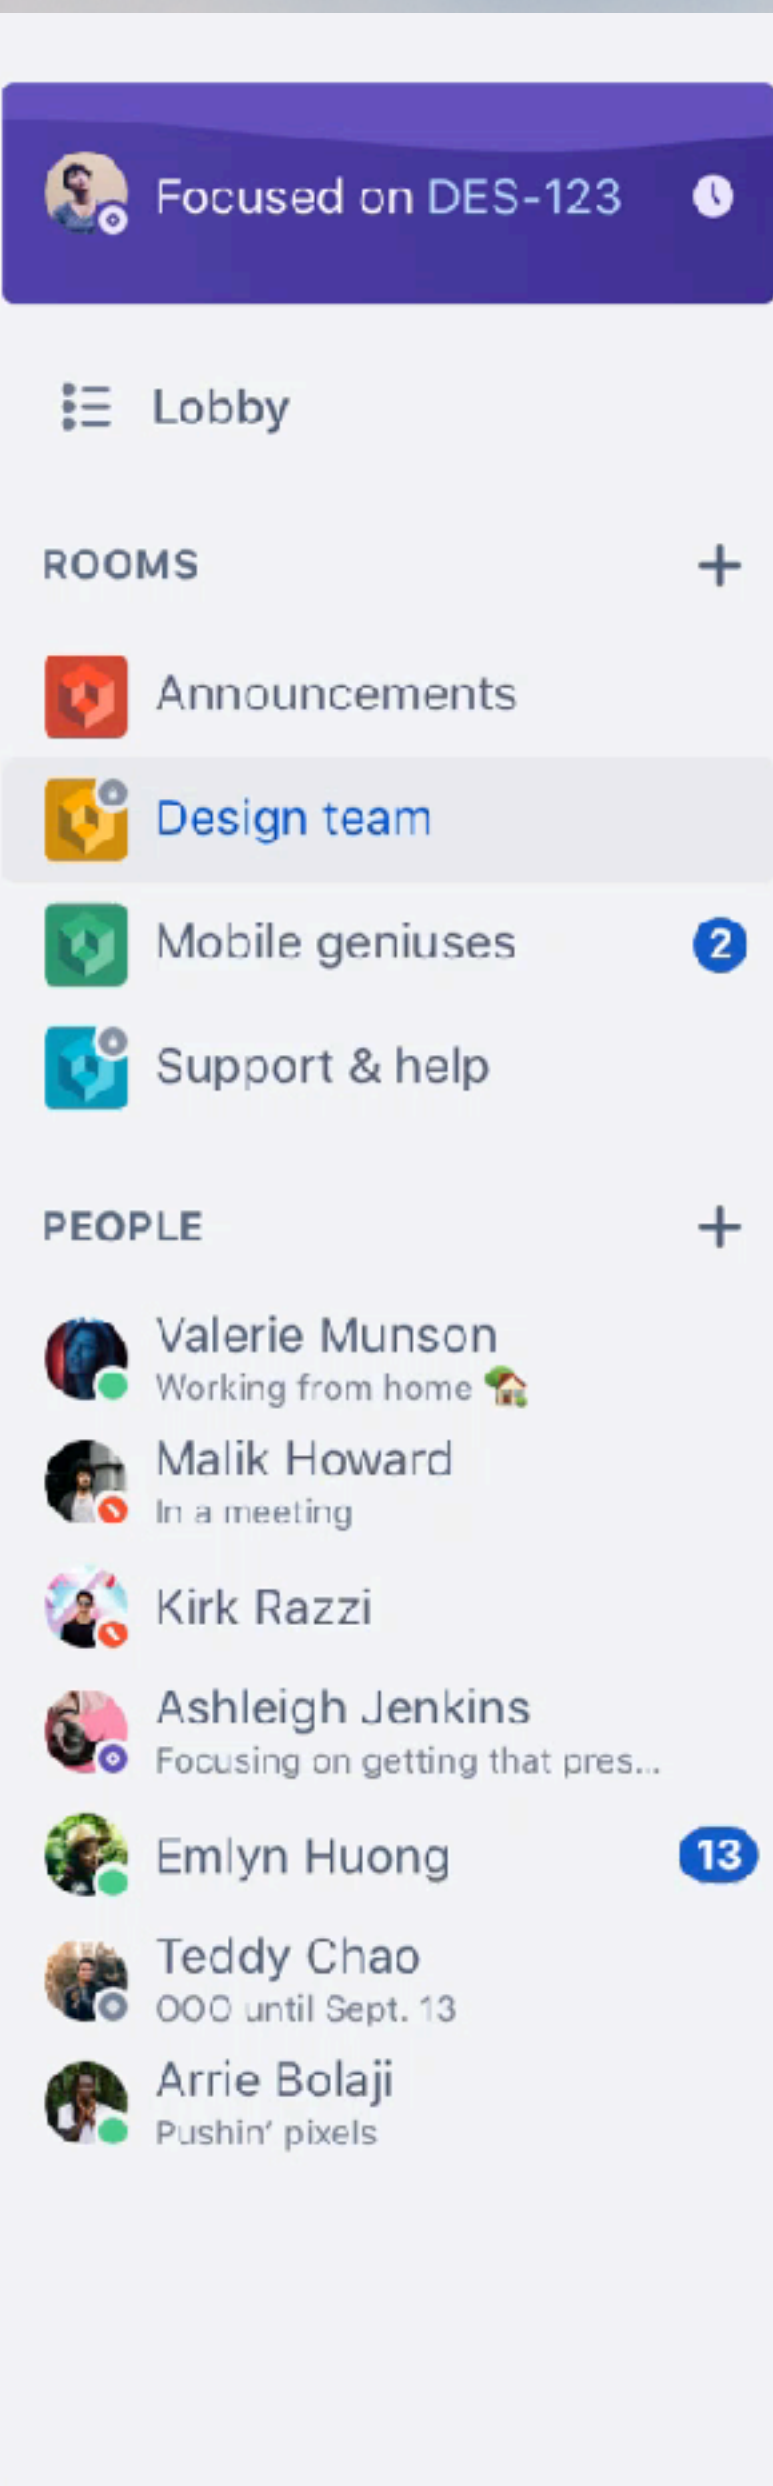 Focused on DES-123
Lobby
ROOMS
Announcements
Design team
Mobile geniuses 2
Support & help
PEOPLE
Valerie Munson
Working from home
Malik Howard
In a meeting
Kirk Razzi
Ashleigh Jenkins
Focusing on getting that pres...
Emlyn Huong 13
Teddy Chao
OOO until Sept. 13
Arrie Bolaji
Pushin’ pixels